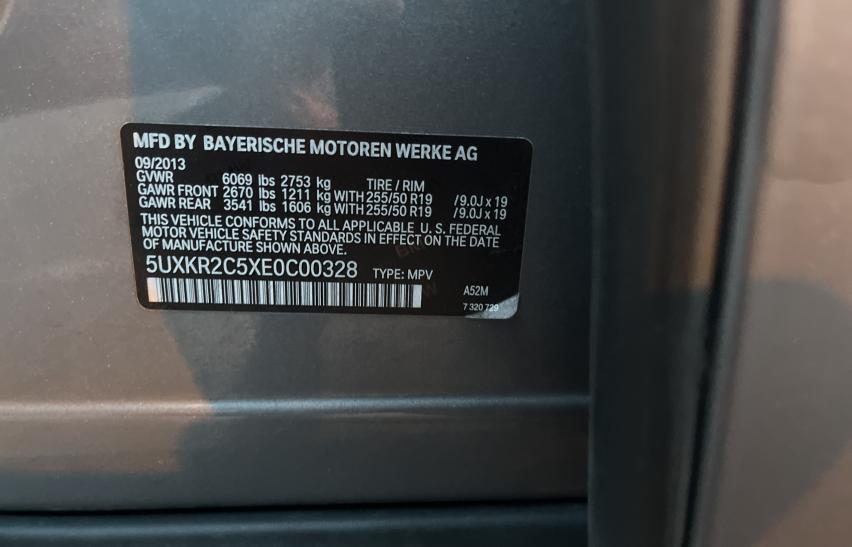 MFD BY BAYERISCHE MOTOREN WERKE AG
09/2013
GVWR 6069 lbs 2753 kg TIRE / RIM
GAWR FRONT 2670 lbs 1211 kg WITH 255/50 R19 /9.0J x 19
GAWR REAR 3541 lbs 1606 kg WITH 255/50 R19 /9.0J x 19
THIS VEHICLE CONFORMS TO ALL APPLICABLE U. S. FEDERAL
MOTOR VEHICLE SAFETY STANDARDS IN EFFECT ON THE DATE
OF MANUFACTURE SHOWN ABOVE.
5UXKR2C5XE0C00328 TYPE: MPV
A52M
7 320 729